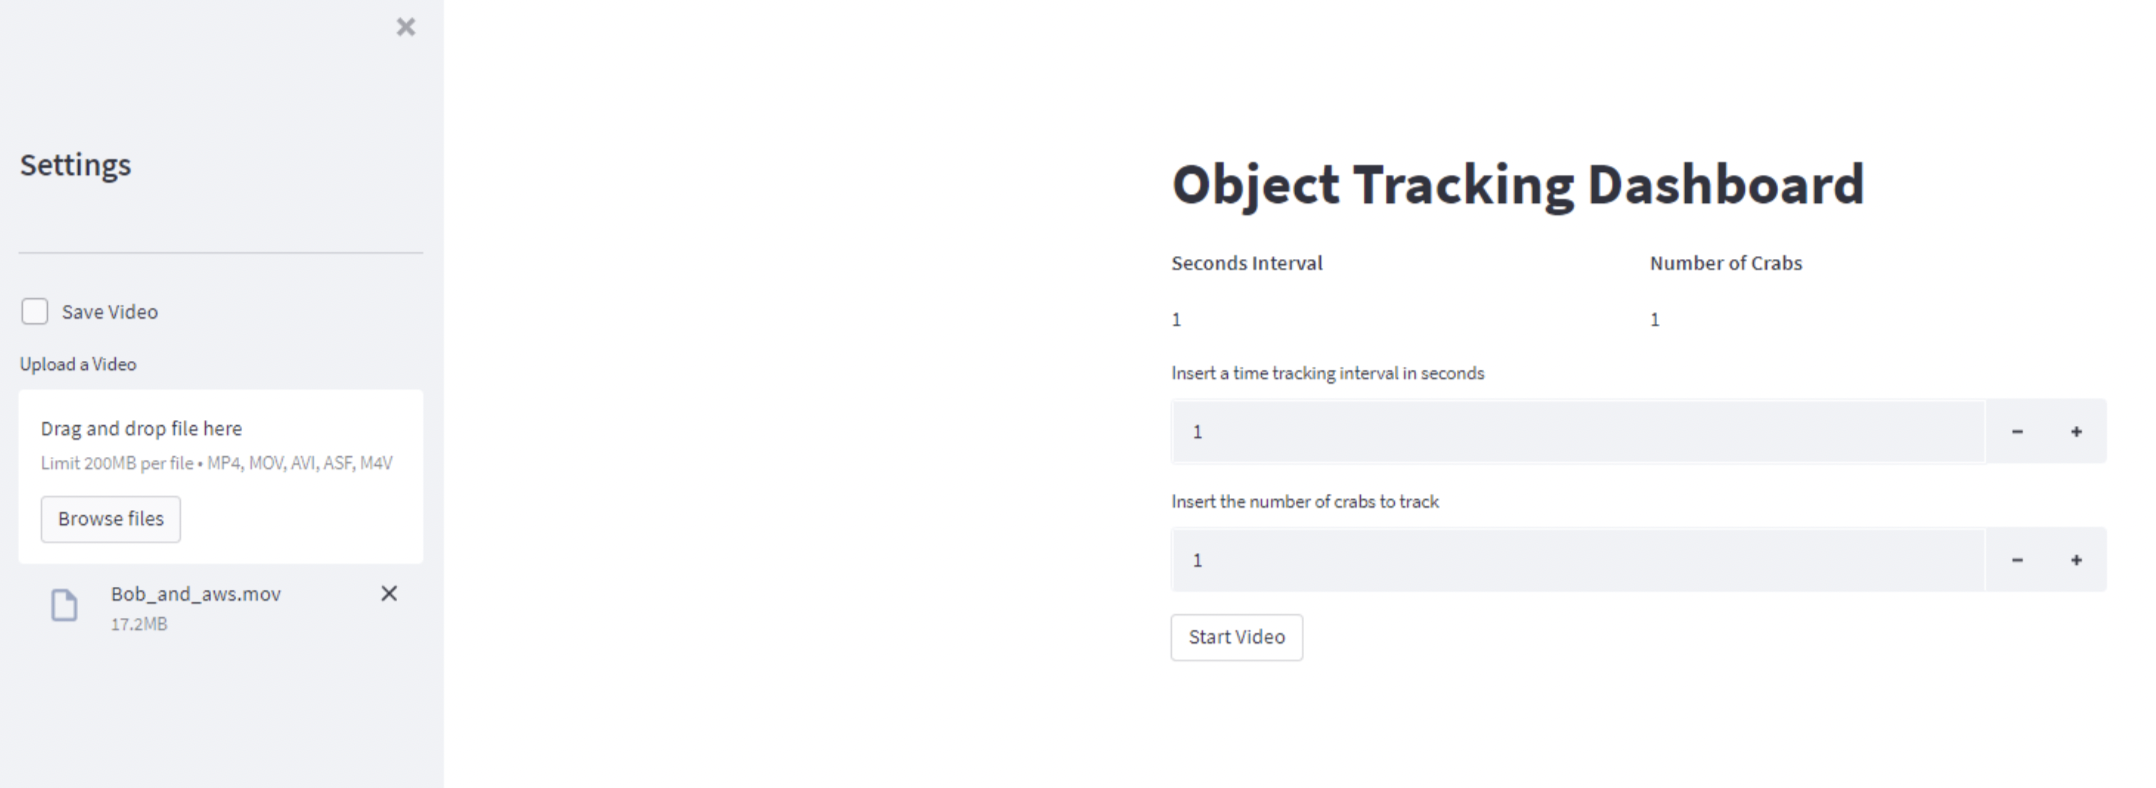 Settings
Save Video
Upload a Video
Drag and drop file here
Limit 200MB per file • MP4, MOV, AVI, ASF, M4V
Browse files
Bob_and_aws.mov
17.2MB
Object Tracking Dashboard
Seconds Interval
Number of Crabs
1
1
Insert a time tracking interval in seconds
1
Insert the number of crabs to track
1
Start Video